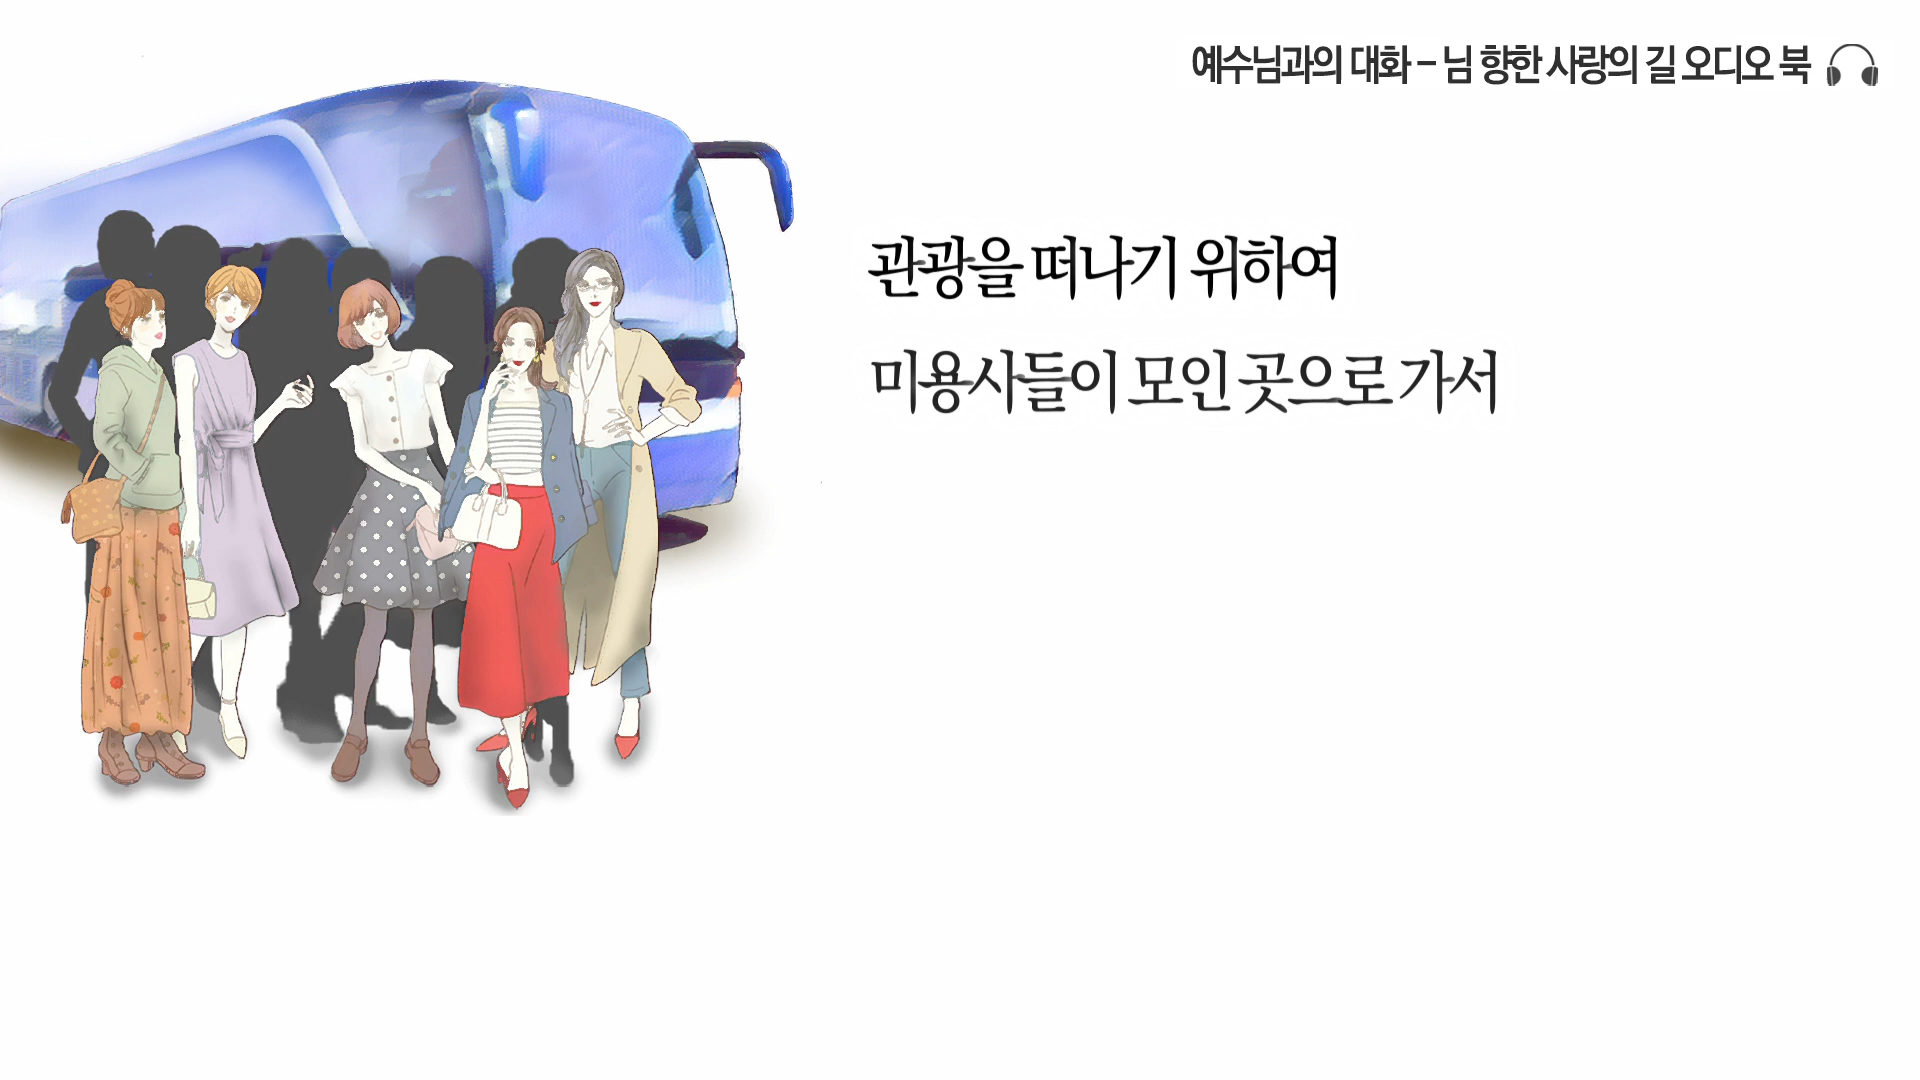 예수님과의 대화 - 님 향한 사랑의 길 오디오 북
관광을 떠나기 위하여
미용사들이 모인 곳으로 가서